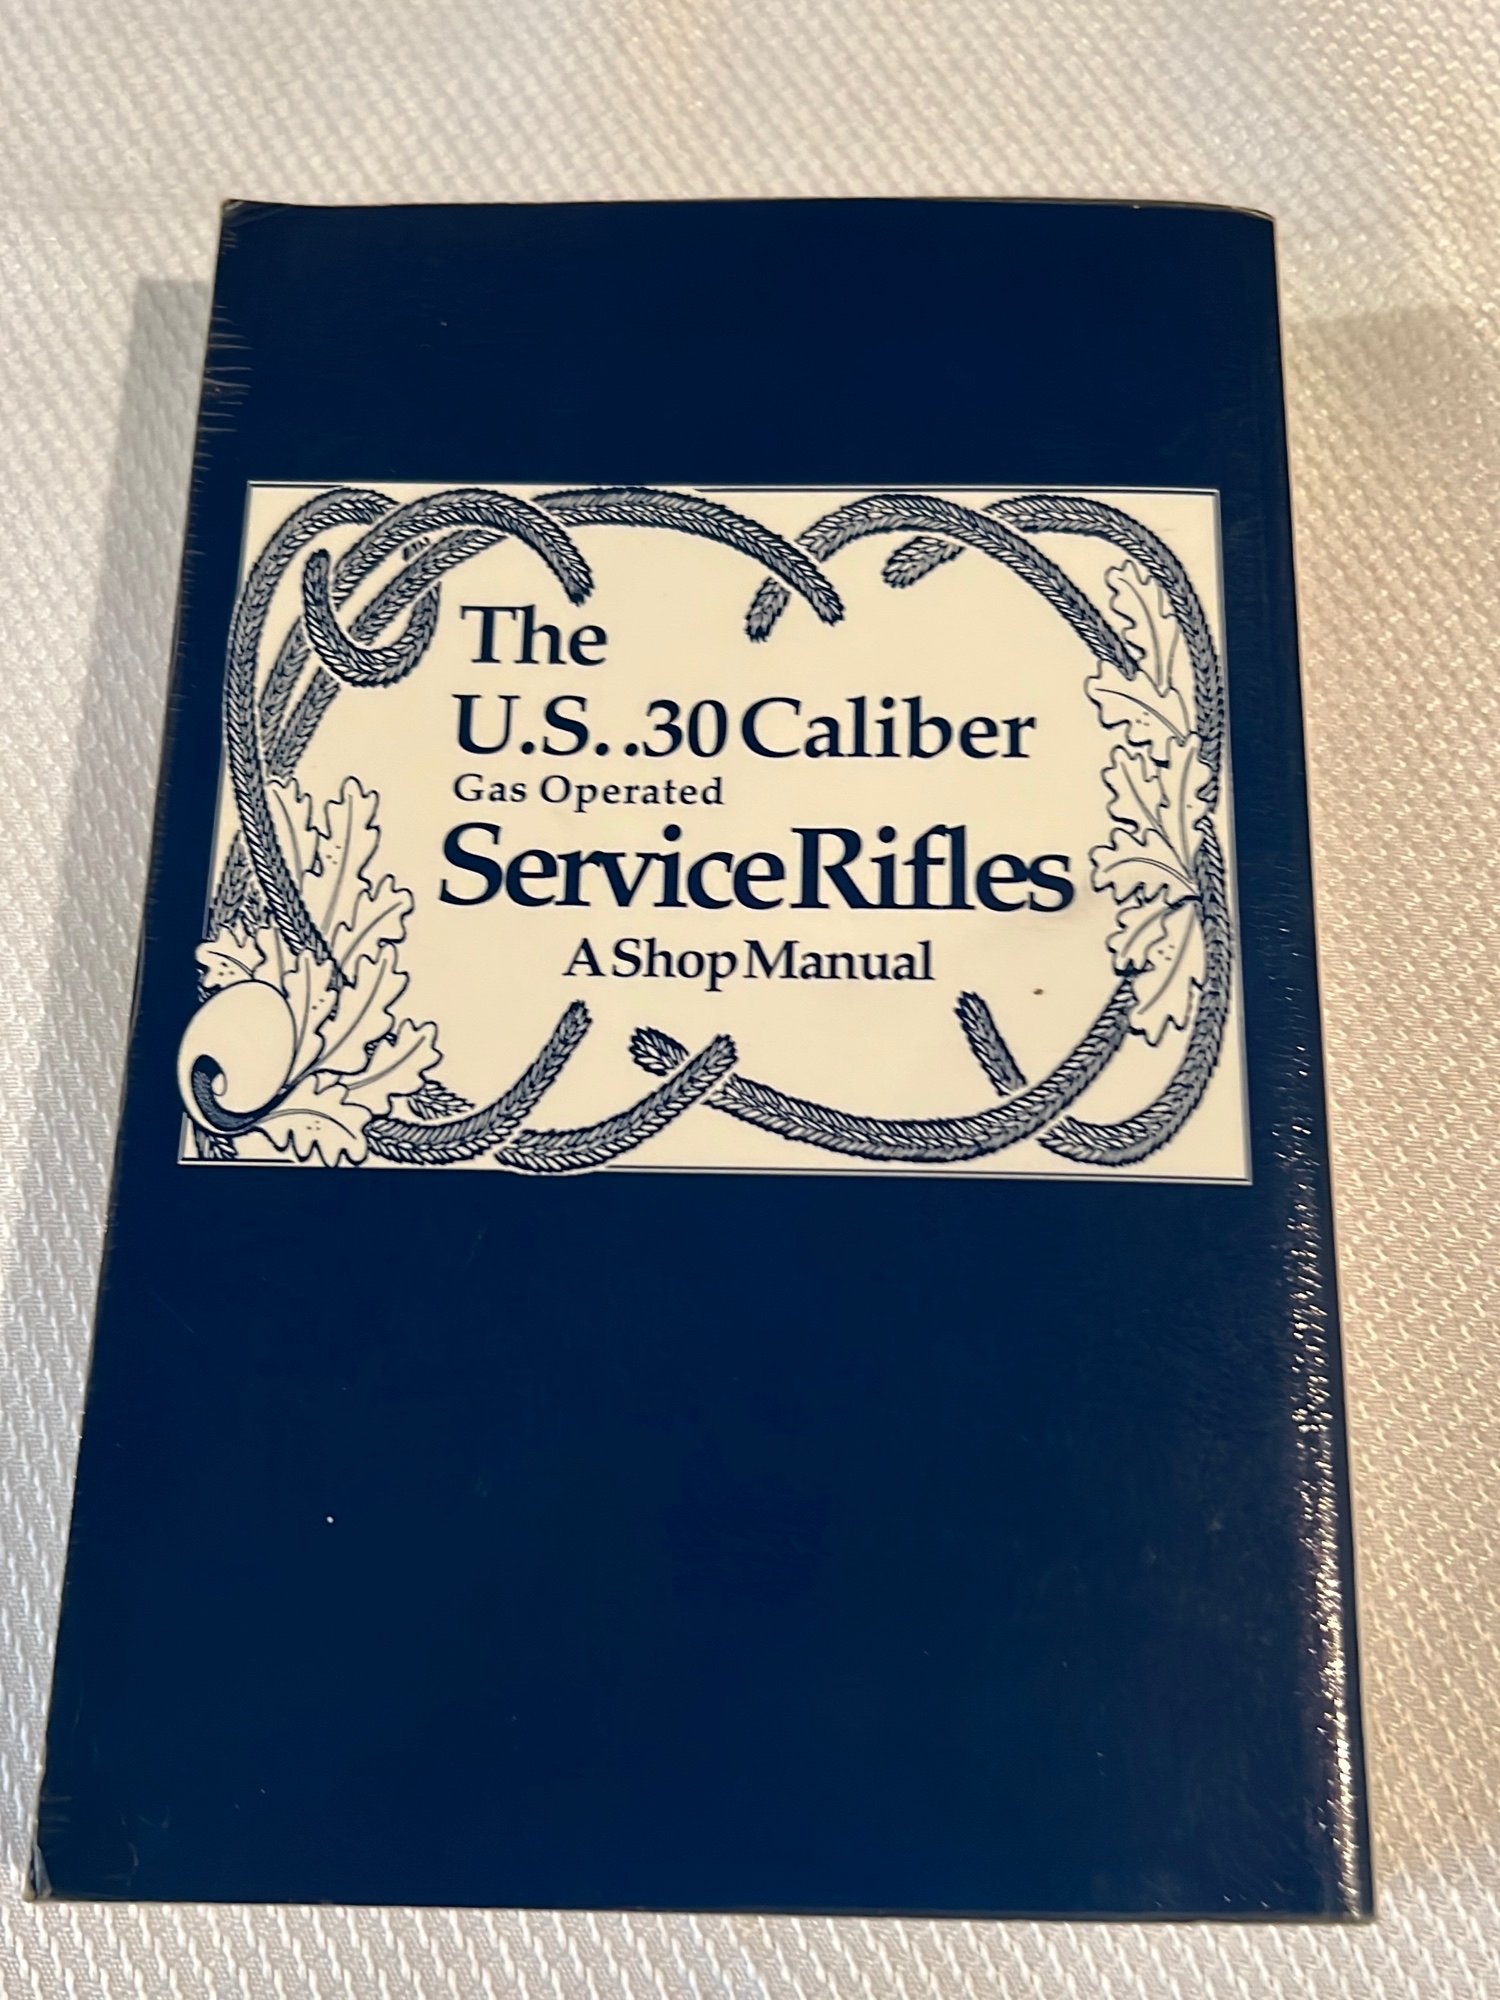 The
U.S. .30 Caliber
Gas Operated
Service Rifles
A Shop Manual